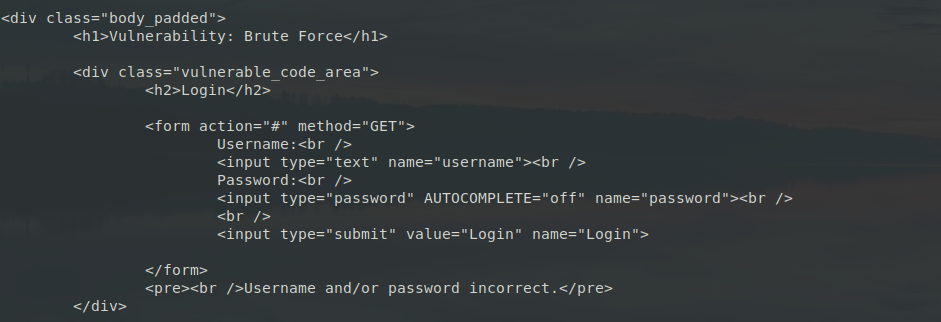 <div class="body_padded">
<h1>Vulnerability: Brute Force</h1>
<div class="vulnerable_code_area">
<h2>Login</h2>
<form action="#" method="GET">
Username:<br />
<input type="text" name="username"><br />
Password:<br />
<input type="password" AUTOCOMPLETE="off" name="password"><br />
<br />
<input type="submit" value="Login" name="Login">
</form>
<pre><br />Username and/or password incorrect.</pre>
</div>